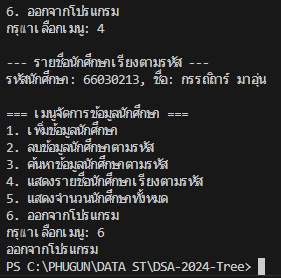 6. ออกจากโปรแกรม
กรุณาเลือกเมนู: 4
--- รายชื่อนักศึกษาเรียงตามรหัส ---
รหัสนักศึกษา: 66030213, ชื่อ: กรรถถิาร์ มาอุ่น
=== เมนูจัดการข้อมูลนักศึกษา ===
1. เพิ่มข้อมูลนักศึกษา
2. ลบข้อมูลนักศึกษาตามรหัส
3. ค้นหาข้อมูลนักศึกษาตามรหัส
4. แสดงรายชื่อนักศึกษาเรียงตามรหัส
5. แสดงจำนวนนักศึกษาทั้งหมด
6. ออกจากโปรแกรม
กรุณาเลือกเมนู: 6
ออกจากโปรแกรม
PS C:\PHUGUN\DATA ST\DSA-2024-Tree>